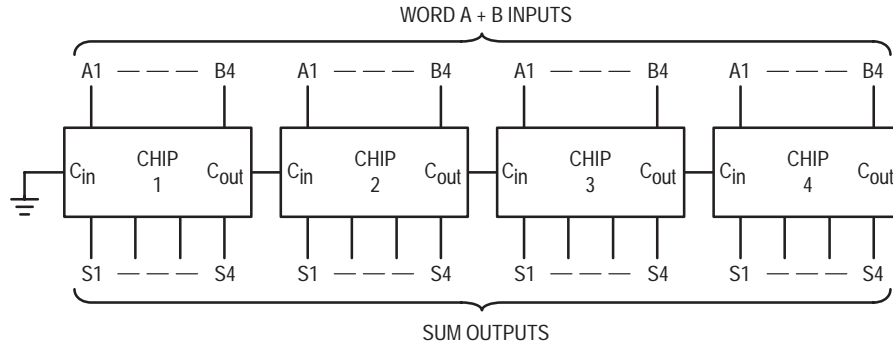 WORD A + B INPUTS
A1 — — — B4 A1 — — — B4 A1 — — — B4 A1 — — — B4
Cin CHIP 1 Cout Cin CHIP 2 Cout Cin CHIP 3 Cout Cin CHIP 4 Cout
S1 — — — S4 S1 — — — S4 S1 — — — S4 S1 — — — S4
SUM OUTPUTS